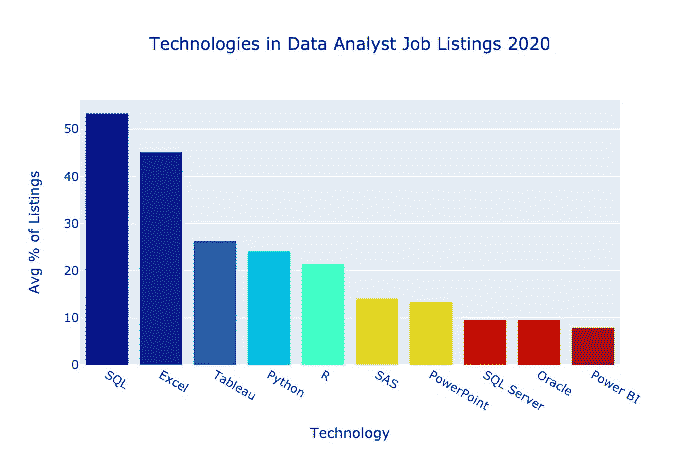 Technologies in Data Analyst Job Listings 2020
Avg % of Listings
50
40
30
20
10
0
SQL
Excel
Tableau
Python
R
SAS
PowerPoint
SQL Server
Oracle
Power BI
Technology